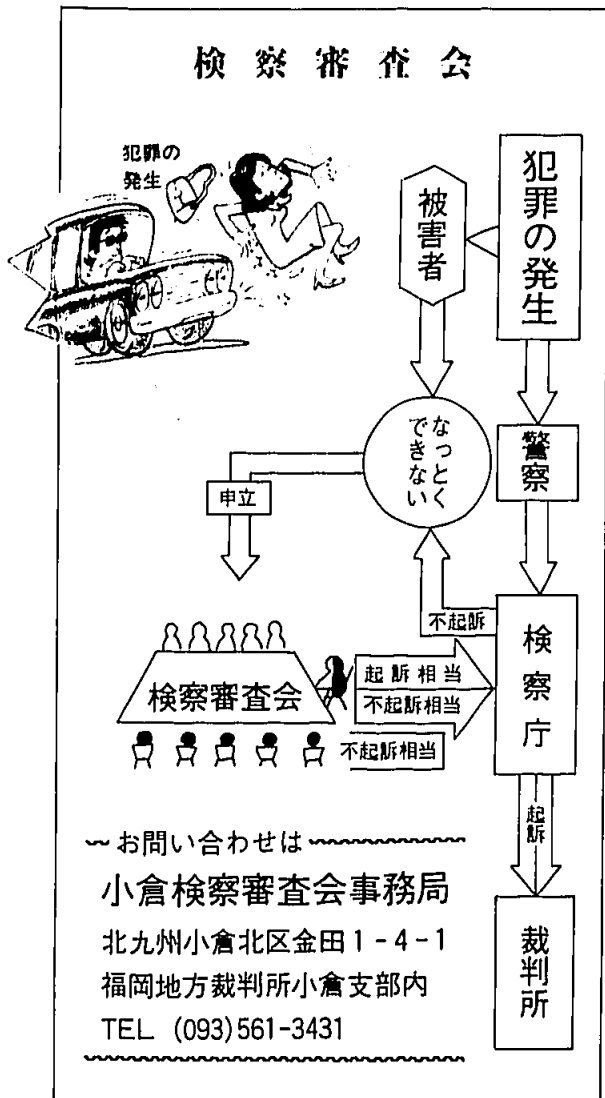 検察審査会
犯罪の
発生
犯罪の発生
被害者
なっとく
できない
警察
申立
不起訴
検察庁
検察審査会
起訴相当
不起訴相当
不起訴相当
起訴
裁判所
お問い合わせは
小倉検察審査会事務局
北九州小倉北区金田1-4-1
福岡地方裁判所小倉支部内
TEL (093)561-3431